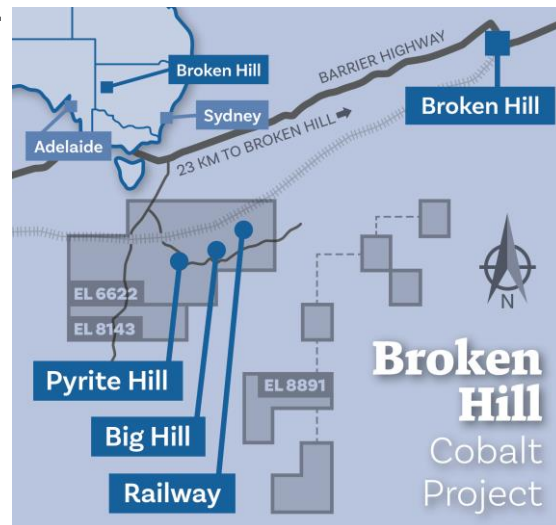 Broken Hill
Sydney
Adelaide
BARRIER HIGHWAY
Broken Hill
23 KM TO BROKEN HILL
N
EL 6622
EL 8143
EL 8891
Pyrite Hill
Big Hill
Railway
Broken
Hill
Cobalt
Project